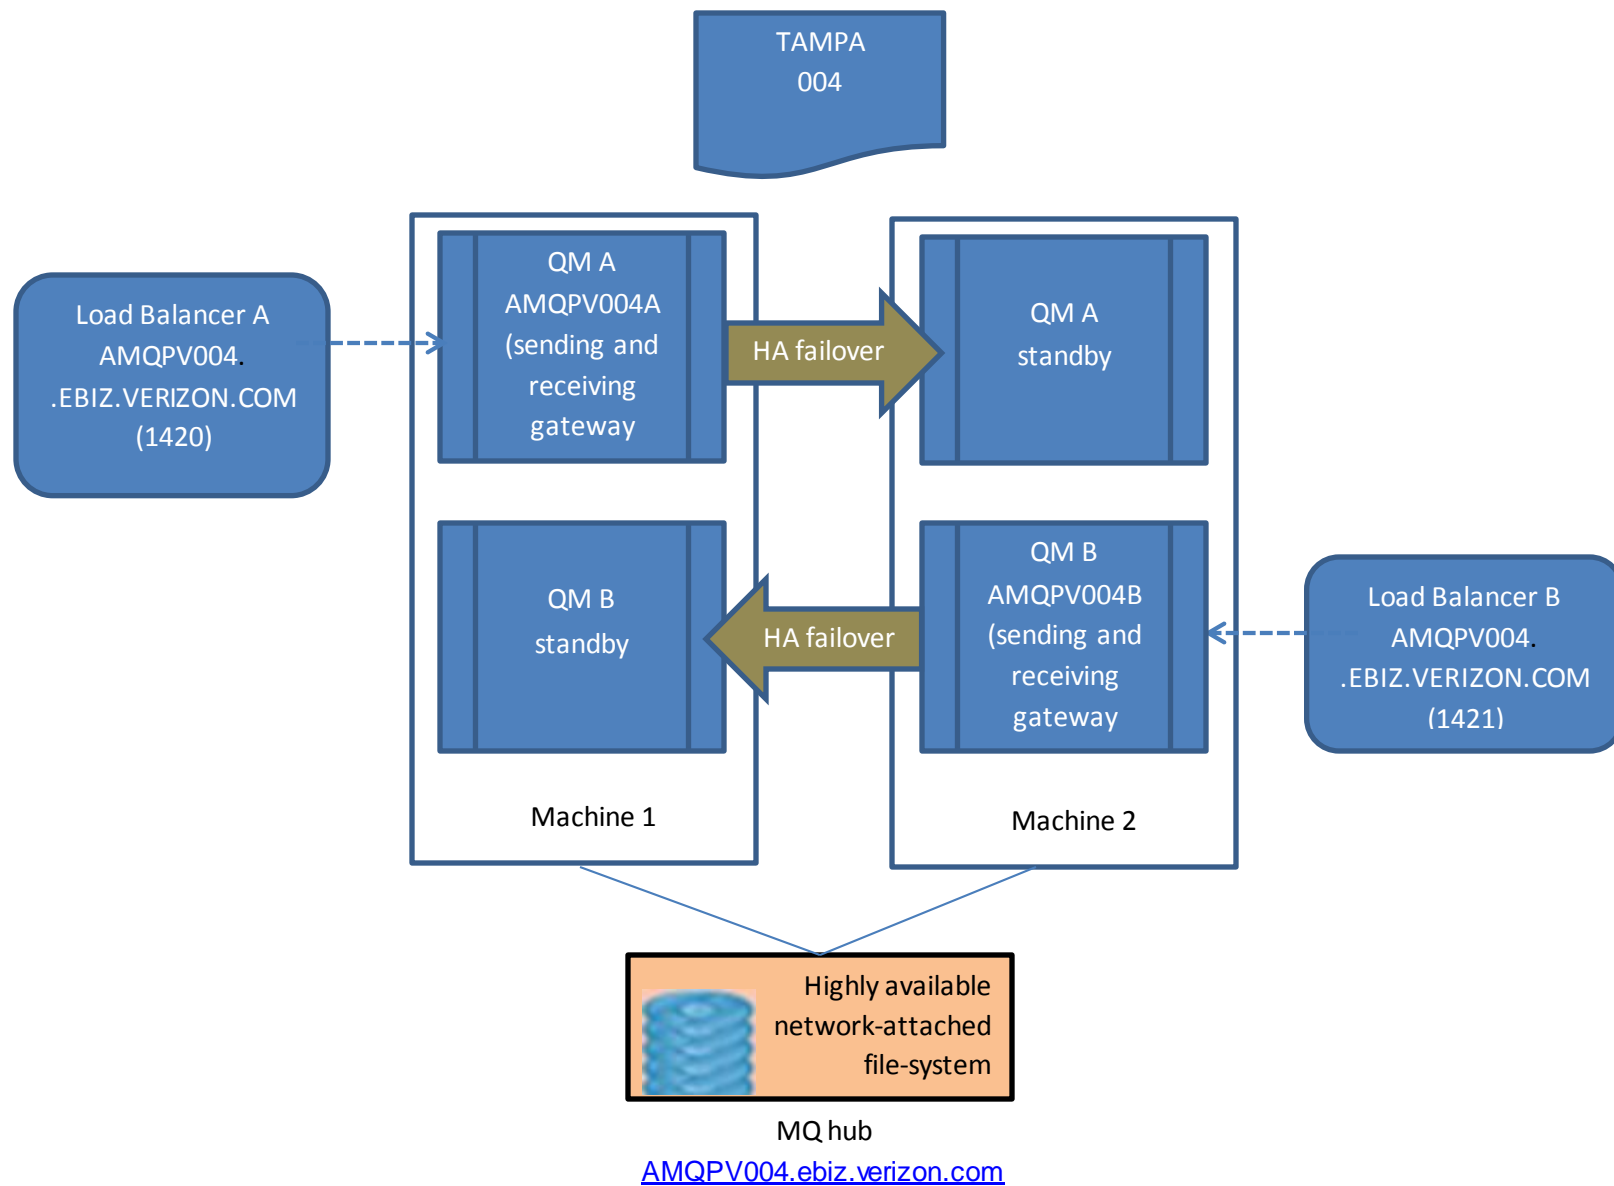 TAMPA
004
Load Balancer A
AMQPV004.
.EBIZ.VERIZON.COM
(1420)
QM A
AMQPV004A
(sending and
receiving
gateway
HA failover
QM A
standby
QM B
standby
HA failover
QM B
AMQPV004B
(sending and
receiving
gateway
Load Balancer B
AMQPV004.
.EBIZ.VERIZON.COM
(1421)
Machine 1
Machine 2
Highly available
network-attached
file-system
MQ hub
AMQPV004.ebiz.verizon.com